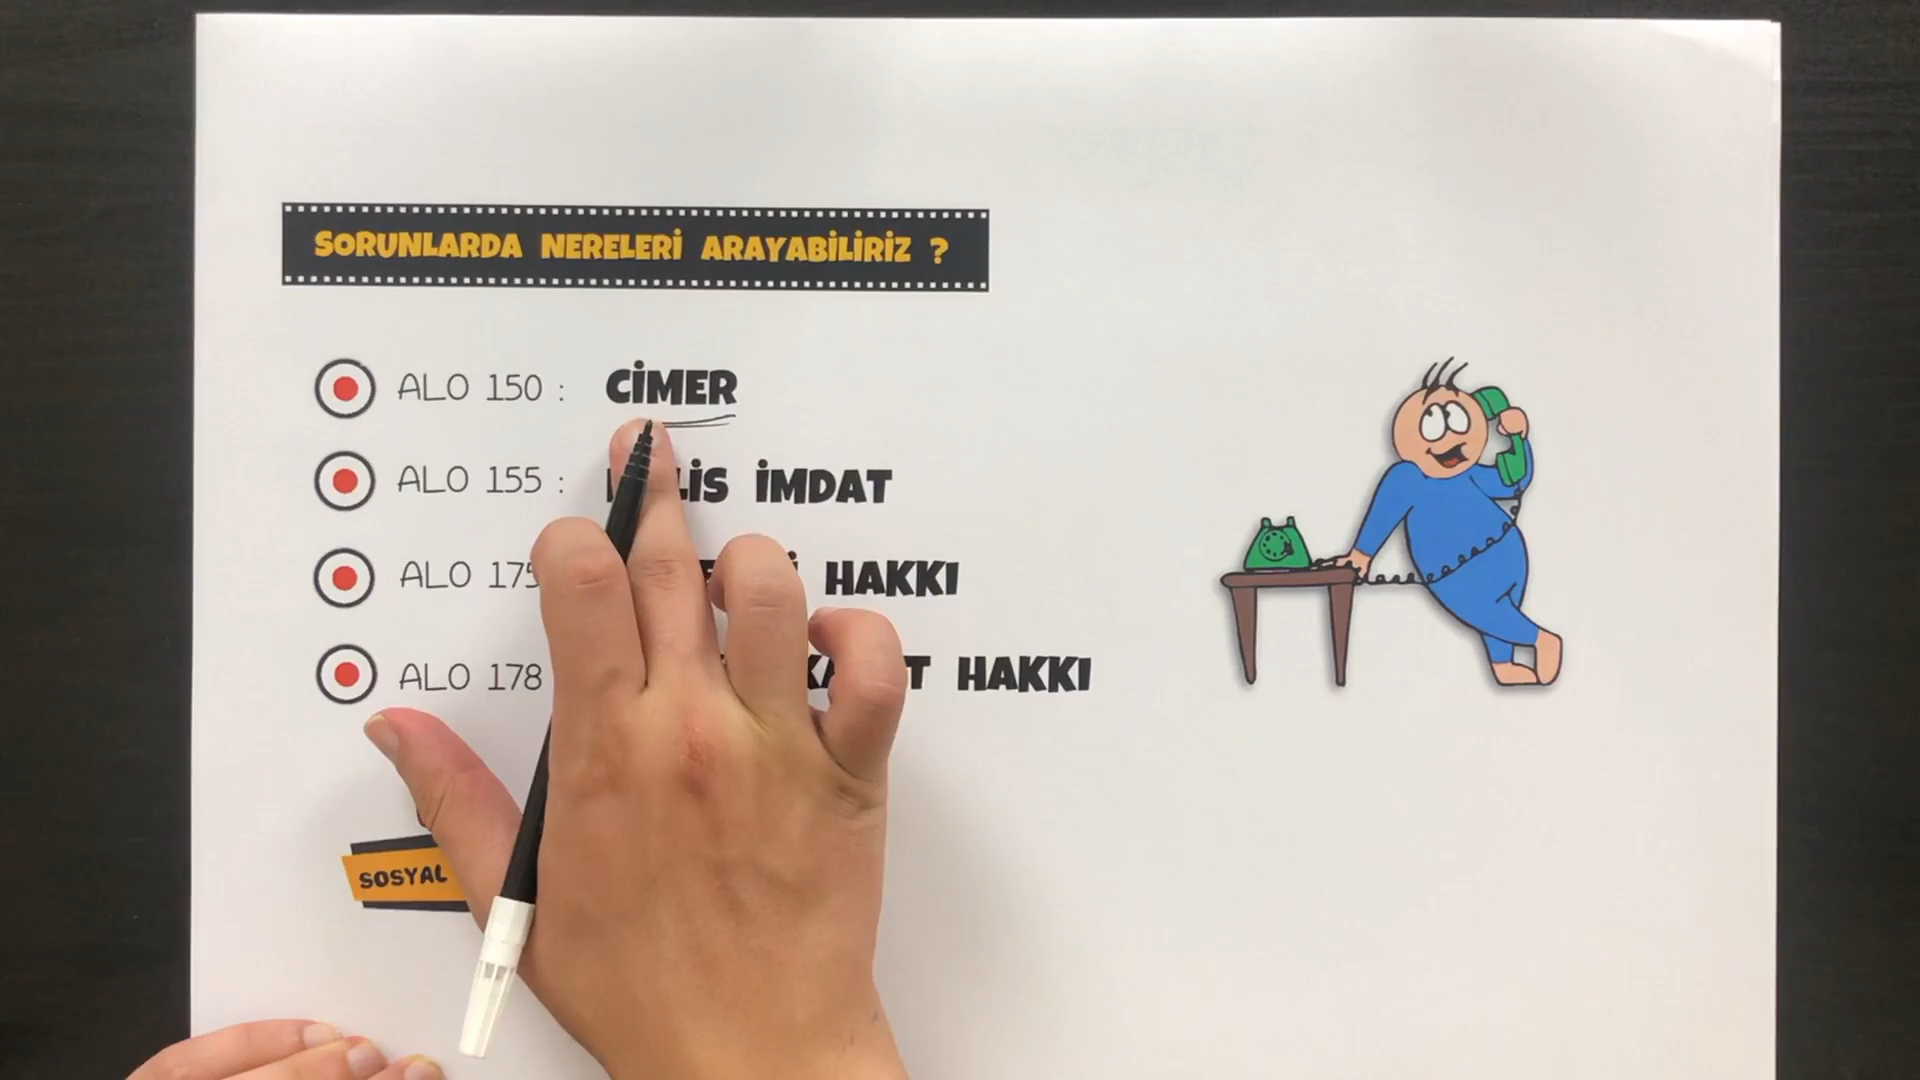 SORUNLARDA NERELERİ ARAYABİLİRİZ ?
ALO 150 : CİMER
ALO 155 : İMDAT
ALO 175 HAKKI
ALO 178 HAKKI
SOSYAL